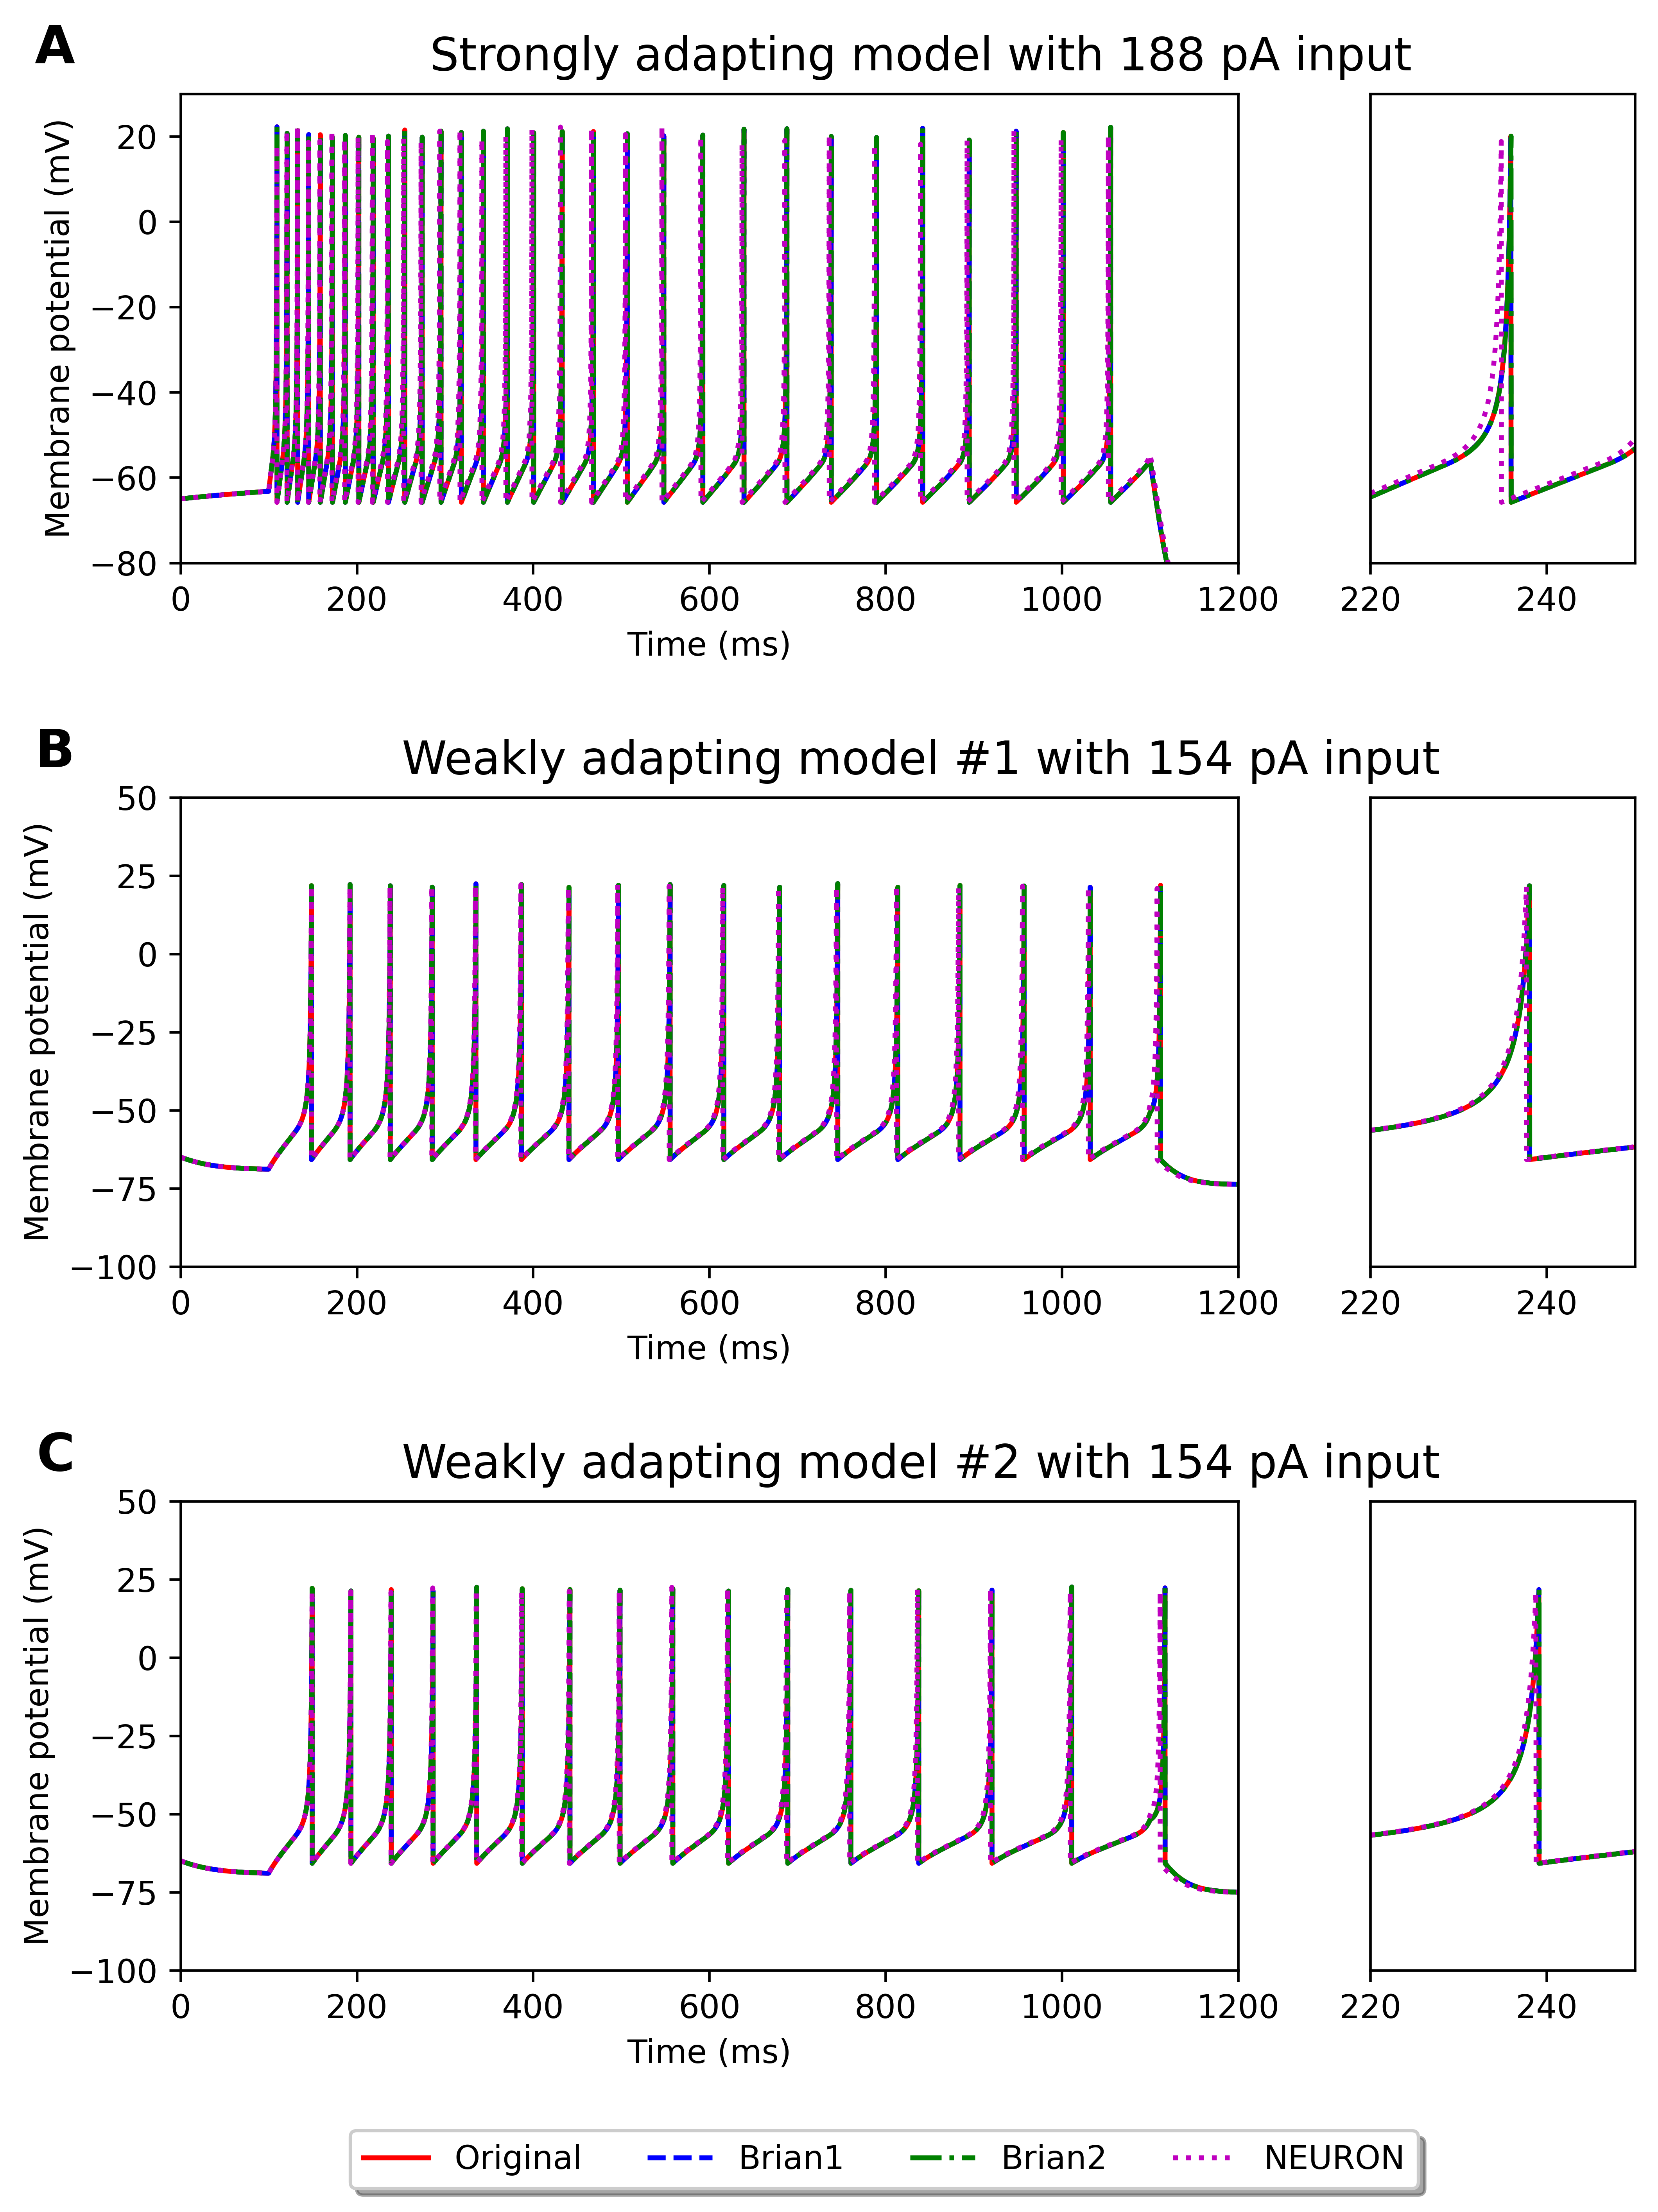 A
Strongly adapting model with 188 pA input
Membrane potential (mV)
20
0
−20
−40
−60
−80
0 200 400 600 800 1000 1200
220 240
Time (ms)
B
Weakly adapting model #1 with 154 pA input
Membrane potential (mV)
50
25
0
−25
−50
−75
−100
0 200 400 600 800 1000 1200
220 240
Time (ms)
C
Weakly adapting model #2 with 154 pA input
Membrane potential (mV)
50
25
0
−25
−50
−75
−100
0 200 400 600 800 1000 1200
220 240
Time (ms)
Original Brian1 Brian2 NEURON